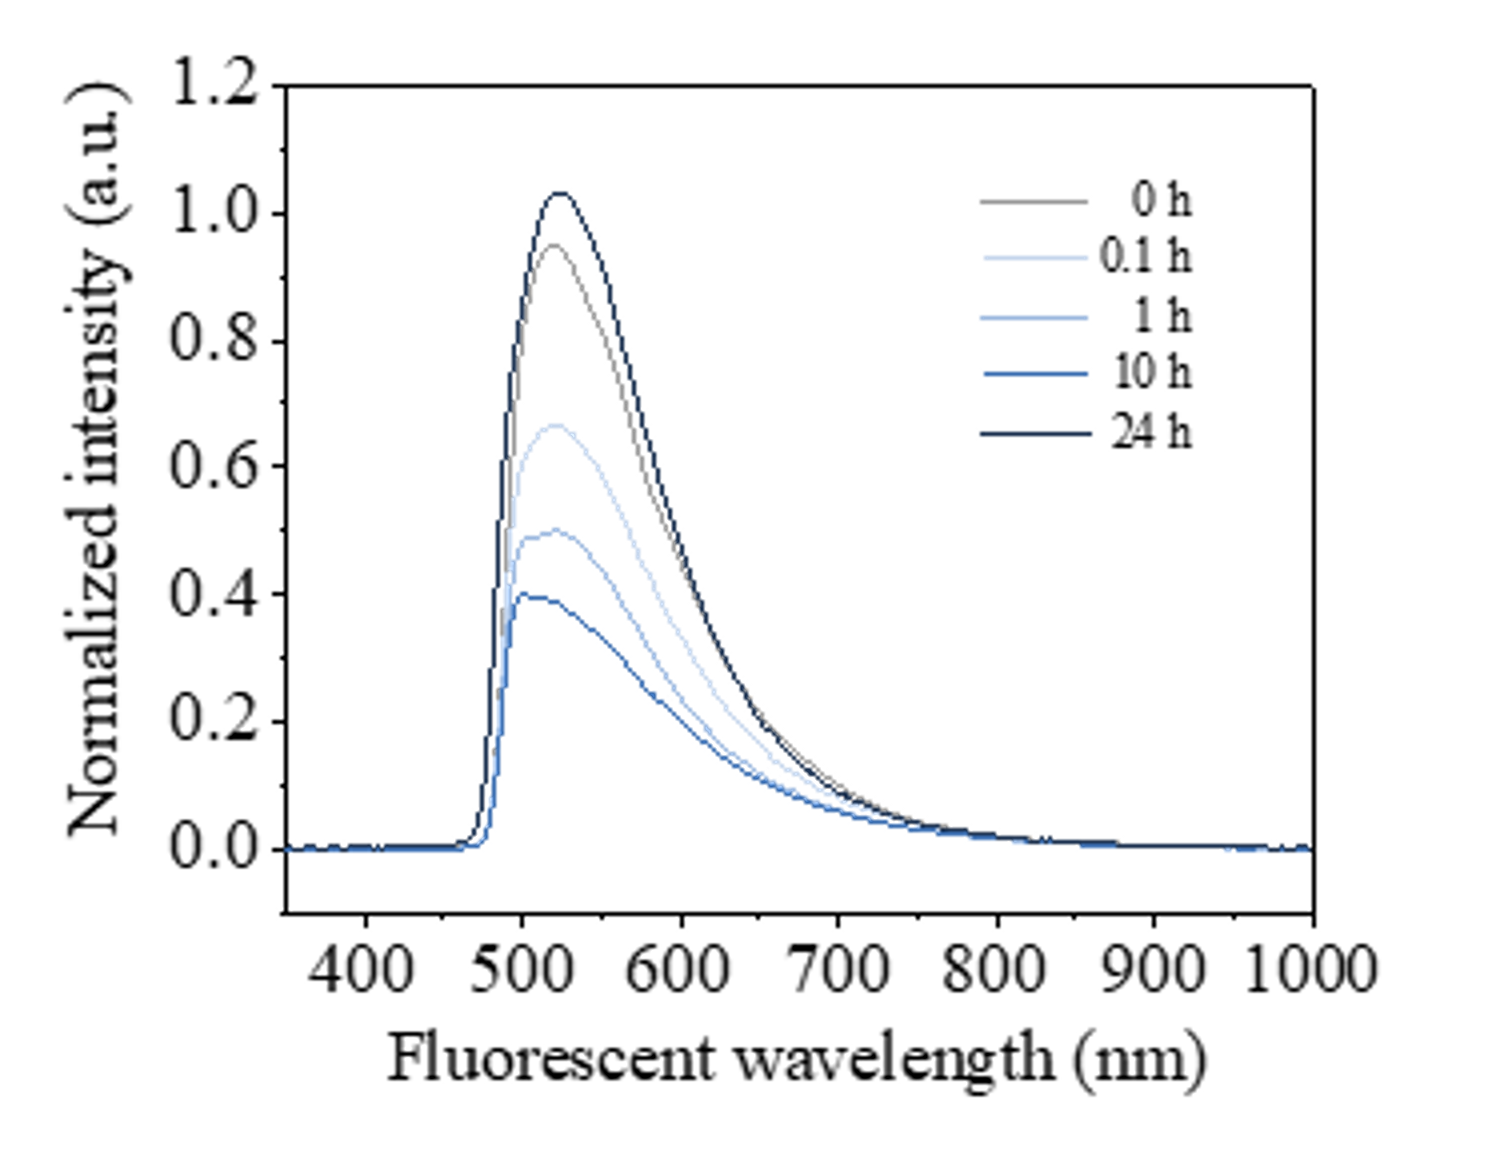 Normalized intensity (a.u.)
1.2
1.0
0.8
0.6
0.4
0.2
0.0
0 h
0.1 h
1 h
10 h
24 h
400 500 600 700 800 900 1000
Fluorescent wavelength (nm)